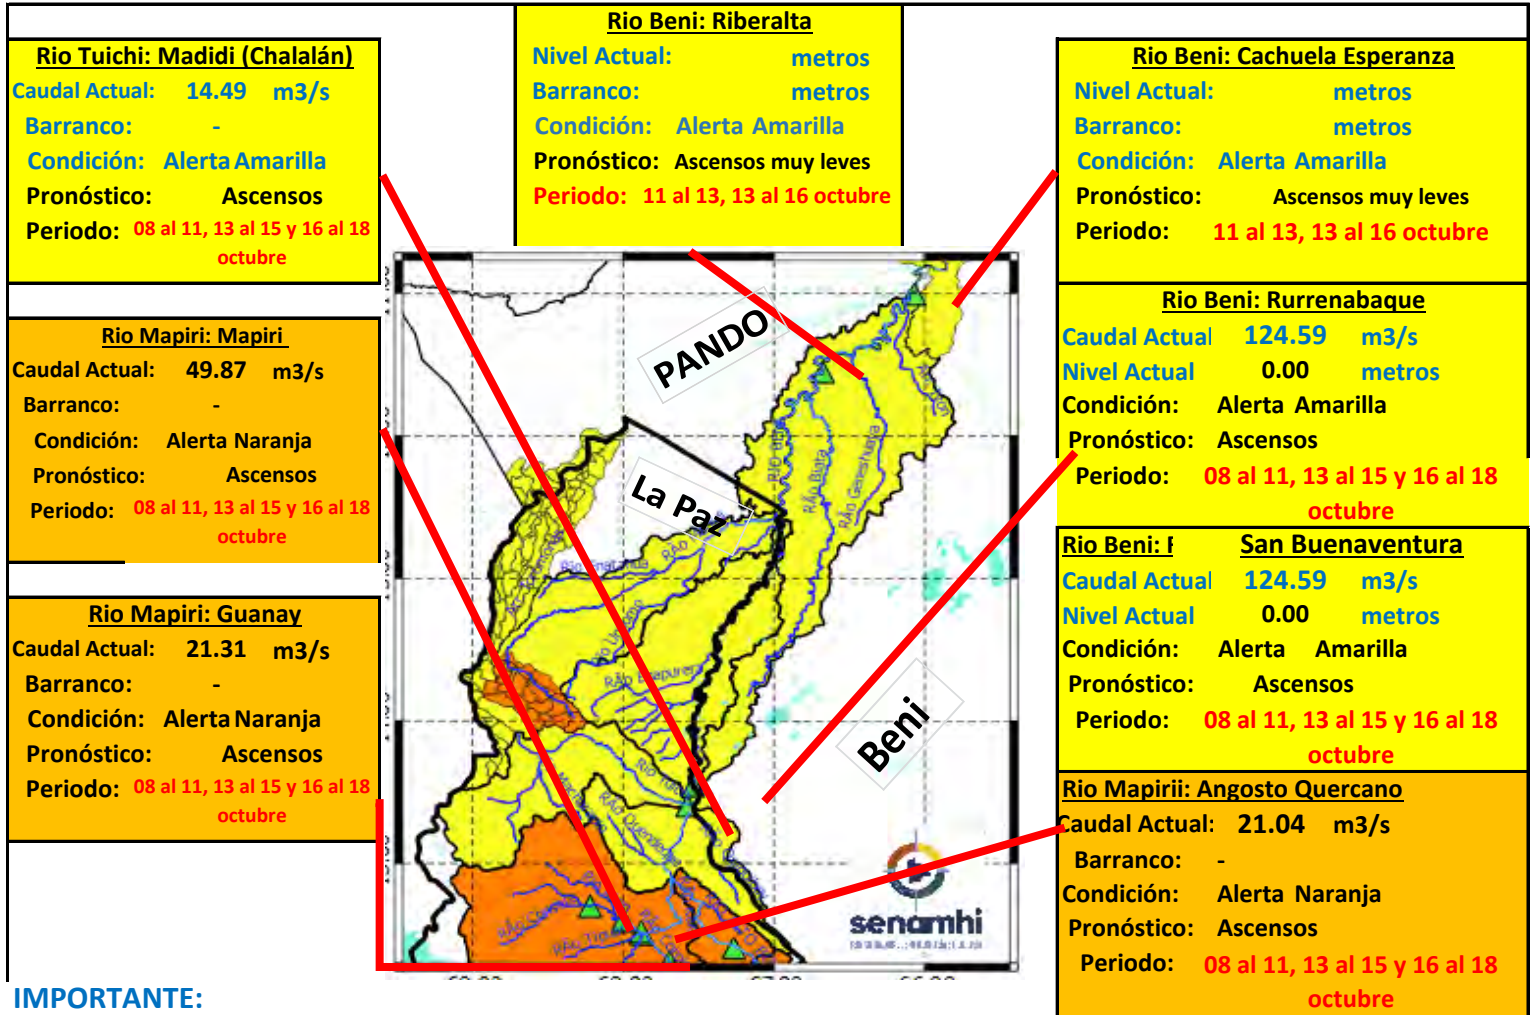 Rio Tuichi: Madidi (Chalalán)
Caudal Actual: 14.49 m3/s
Barranco: -
Condición: Alerta Amarilla
Pronóstico: Ascensos
Periodo: 08 al 11, 13 al 15 y 16 al 18
octubre
Rio Mapiri: Mapiri
Caudal Actual: 49.87 m3/s
Barranco: -
Condición: Alerta Naranja
Pronóstico: Ascensos
Periodo: 08 al 11, 13 al 15 y 16 al 18
octubre
Rio Mapiri: Guanay
Caudal Actual: 21.31 m3/s
Barranco: -
Condición: Alerta Naranja
Pronóstico: Ascensos
Periodo: 08 al 11, 13 al 15 y 16 al 18
octubre
Rio Beni: Riberalta
Nivel Actual: metros
Barranco: metros
Condición: Alerta Amarilla
Pronóstico: Ascensos muy leves
Periodo: 11 al 13, 13 al 16 octubre
PANDO
La Paz
Beni
RÃo Biata
senamhi
Rio Beni: Cachuela Esperanza
Nivel Actual: metros
Barranco: metros
Condición: Alerta Amarilla
Pronóstico: Ascensos muy leves
Periodo: 11 al 13, 13 al 16 octubre
Rio Beni: Rurrenabaque
Caudal Actual 124.59 m3/s
Nivel Actual 0.00 metros
Condición: Alerta Amarilla
Pronóstico: Ascensos
Periodo: 08 al 11, 13 al 15 y 16 al 18
octubre
Rio Beni: San Buenaventura
Caudal Actual 124.59 m3/s
Nivel Actual 0.00 metros
Condición: Alerta Amarilla
Pronóstico: Ascensos
Periodo: 08 al 11, 13 al 15 y 16 al 18
octubre
Rio Mapirii: Angosto Quercano
Caudal Actual: 21.04 m3/s
Barranco: -
Condición: Alerta Naranja
Pronóstico: Ascensos
Periodo: 08 al 11, 13 al 15 y 16 al 18
octubre
IMPORTANTE: